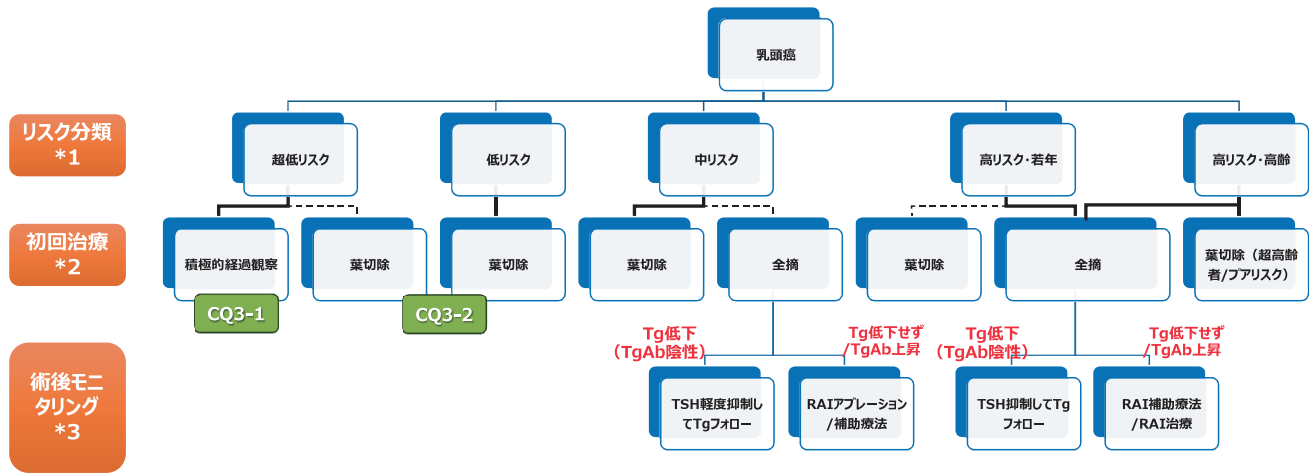 乳頭癌
リスク分類
*1
超低リスク
低リスク
中リスク
高リスク・若年
高リスク・高齢
初回治療
*2
積極的経過観察
葉切除
葉切除
葉切除
全摘
葉切除
全摘
葉切除（超高齢
者/プアリスク）
CQ3-1
CQ3-2
術後モニ
タリング
*3
Tg低下
（TgAb陰性）
Tg低下せず
/TgAb上昇
Tg低下
（TgAb陰性）
Tg低下せず
/TgAb上昇
TSH軽度抑制し
てTgフォロー
RAIアブレーション
/補助療法
TSH抑制してTg
フォロー
RAI補助療法
/RAI治療